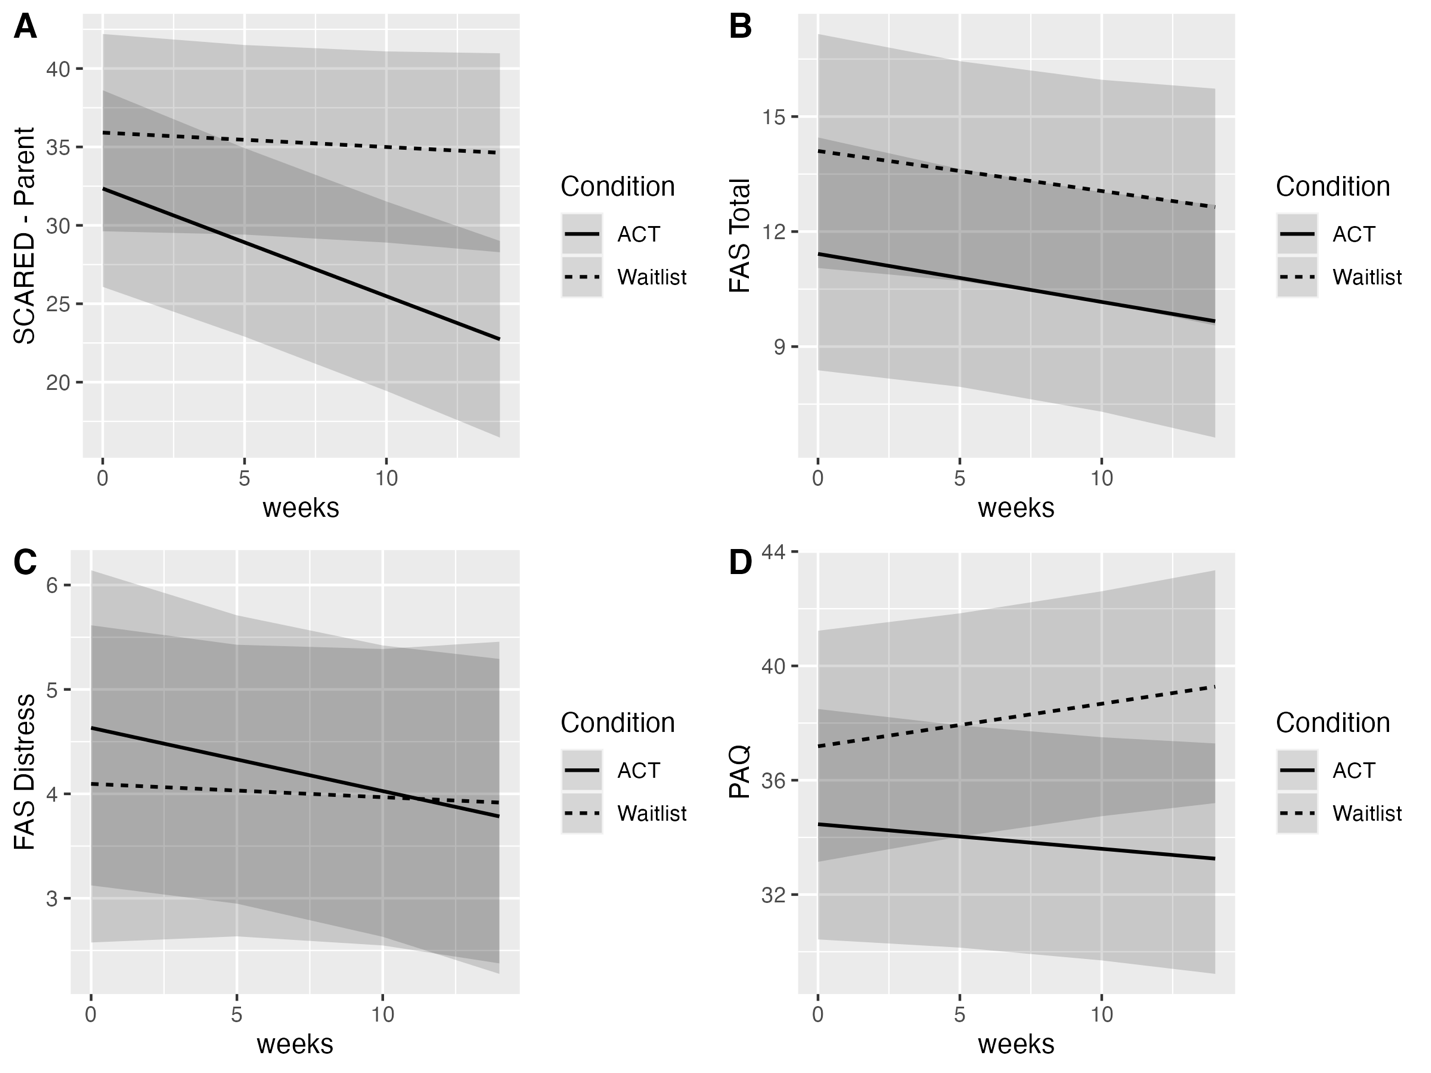 A
SCARED - Parent
40
35
30
25
20
0 5 10
weeks
Condition
ACT
Waitlist
B
FAS Total
15
12
9
0 5 10
weeks
Condition
ACT
Waitlist
C
FAS Distress
6
5
4
3
0 5 10
weeks
Condition
ACT
Waitlist
D
PAQ
44
40
36
32
0 5 10
weeks
Condition
ACT
Waitlist